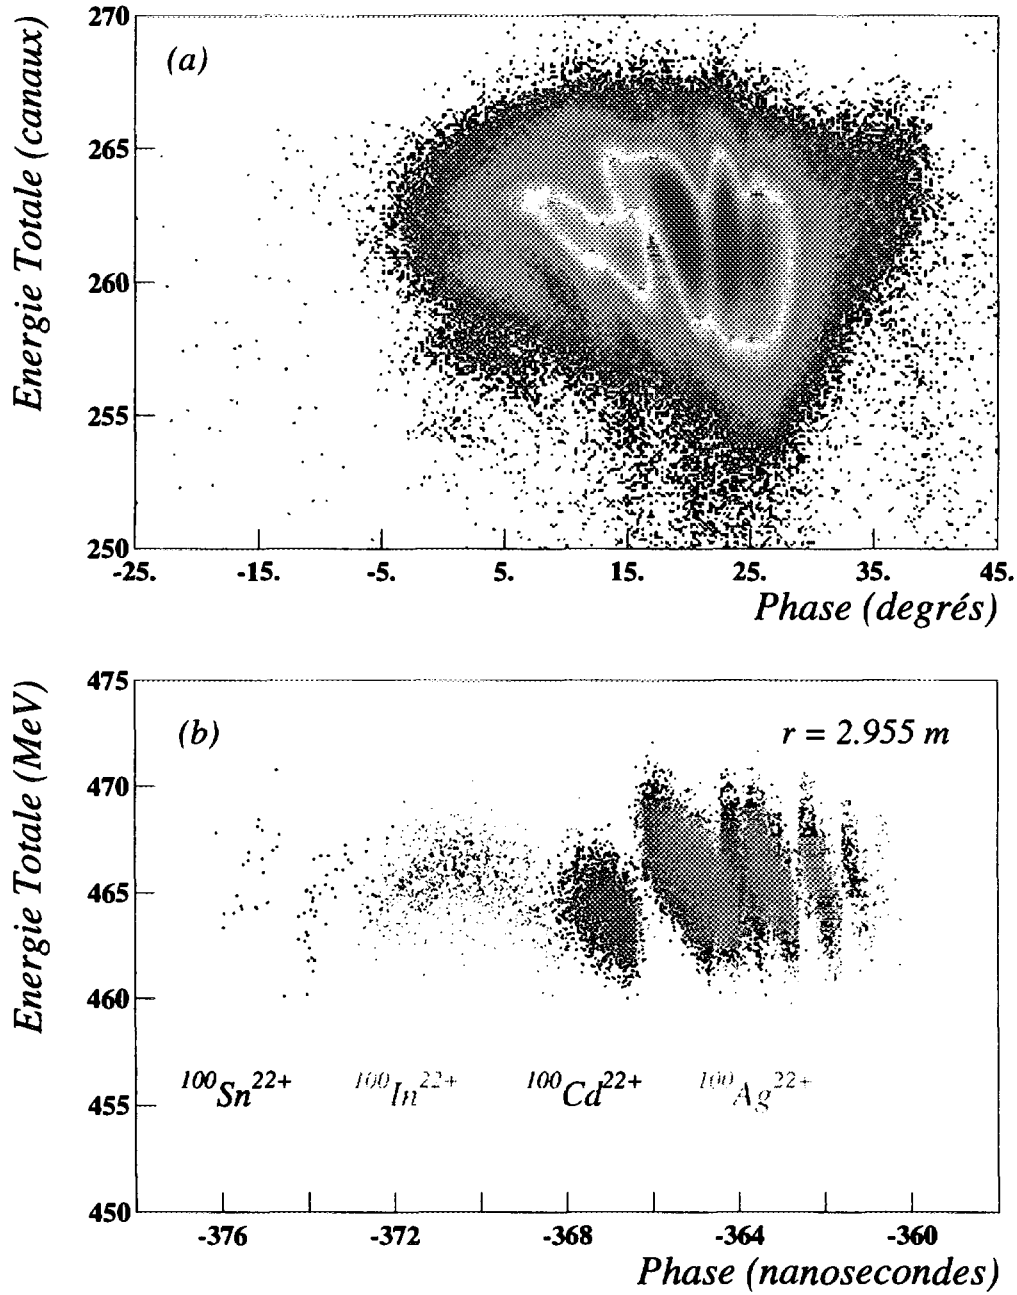 Energie Totale (canaux)
270
265
260
255
250
(a)
-25. -15. -5. 5. 15. 25. 35. 45.
Phase (degrés)
Energie Totale (MeV)
475
470
465
460
455
450
(b)
r = 2.955 m
100Sn22+ 100In22+ 100Cd22+ 100Ag22+
-376 -372 -368 -364 -360
Phase (nanosecondes)